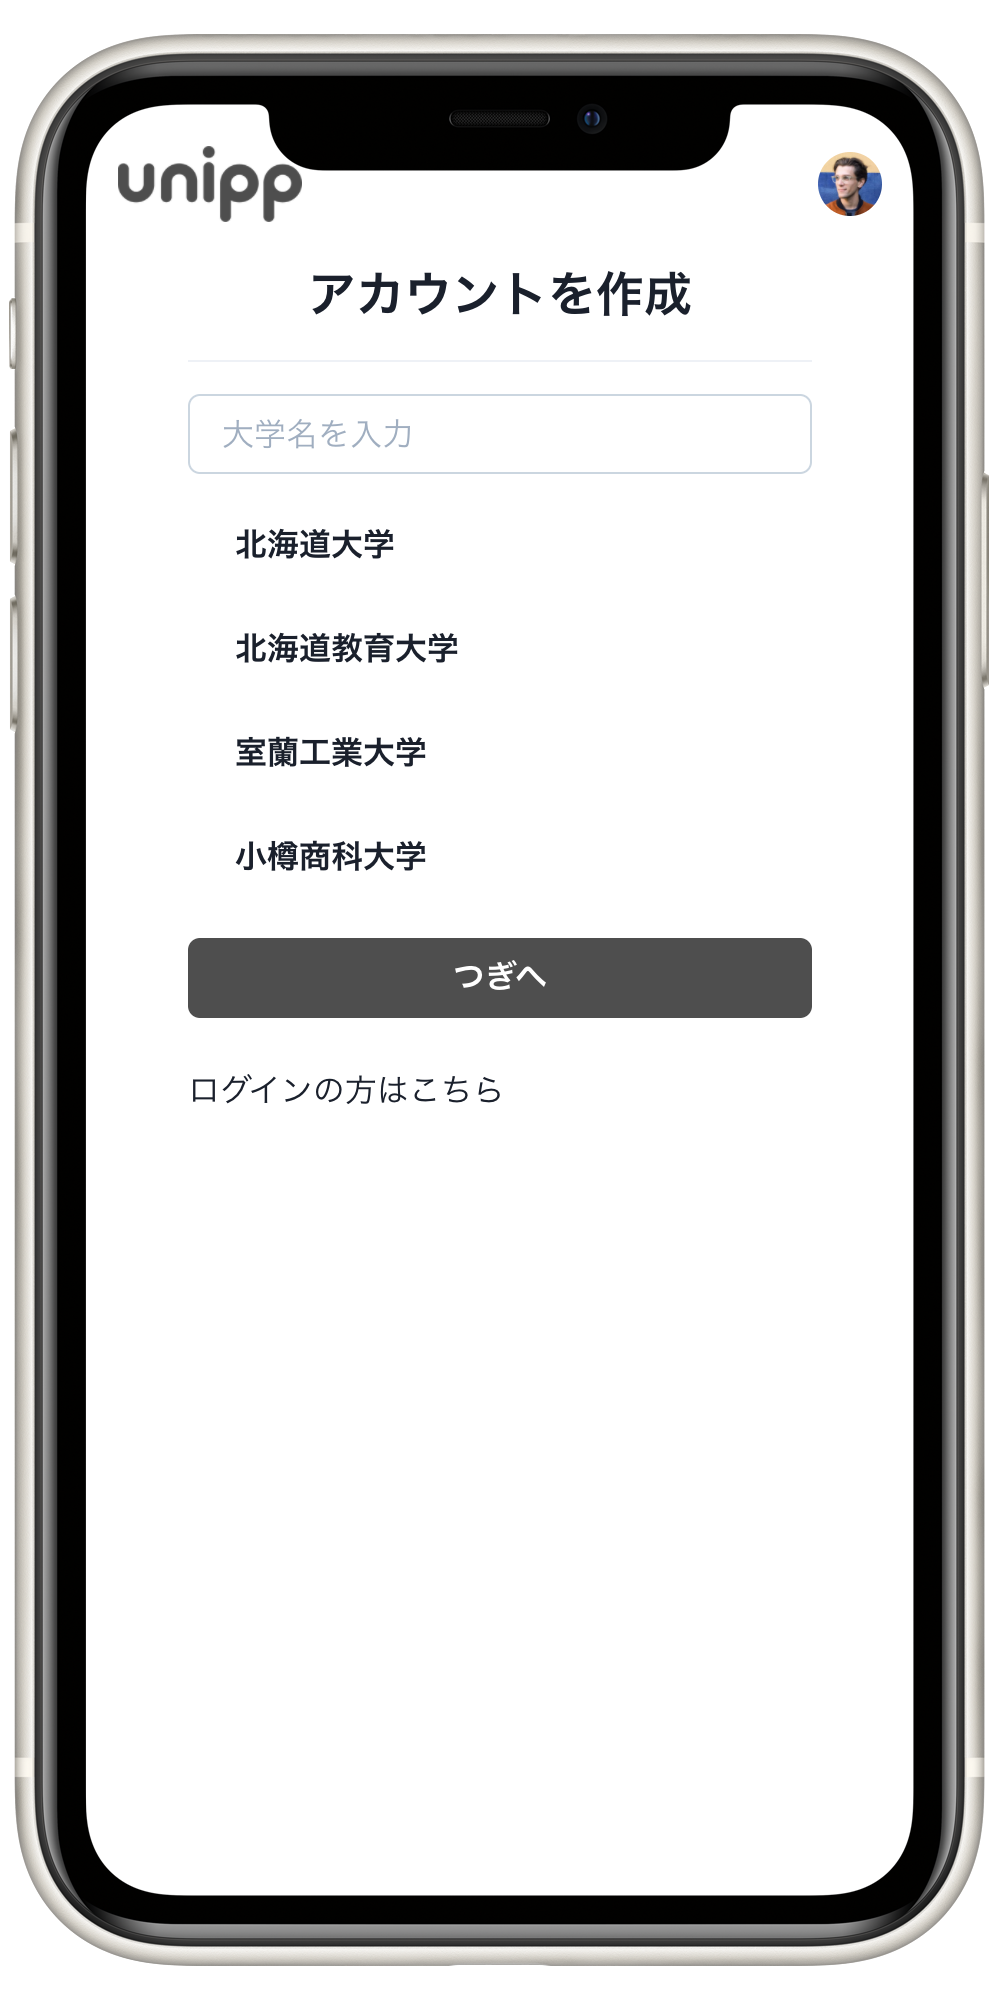 unipp
アカウントを作成
大学名を入力
北海道大学
北海道教育大学
室蘭工業大学
小樽商科大学
つぎへ
ログインの方はこちら